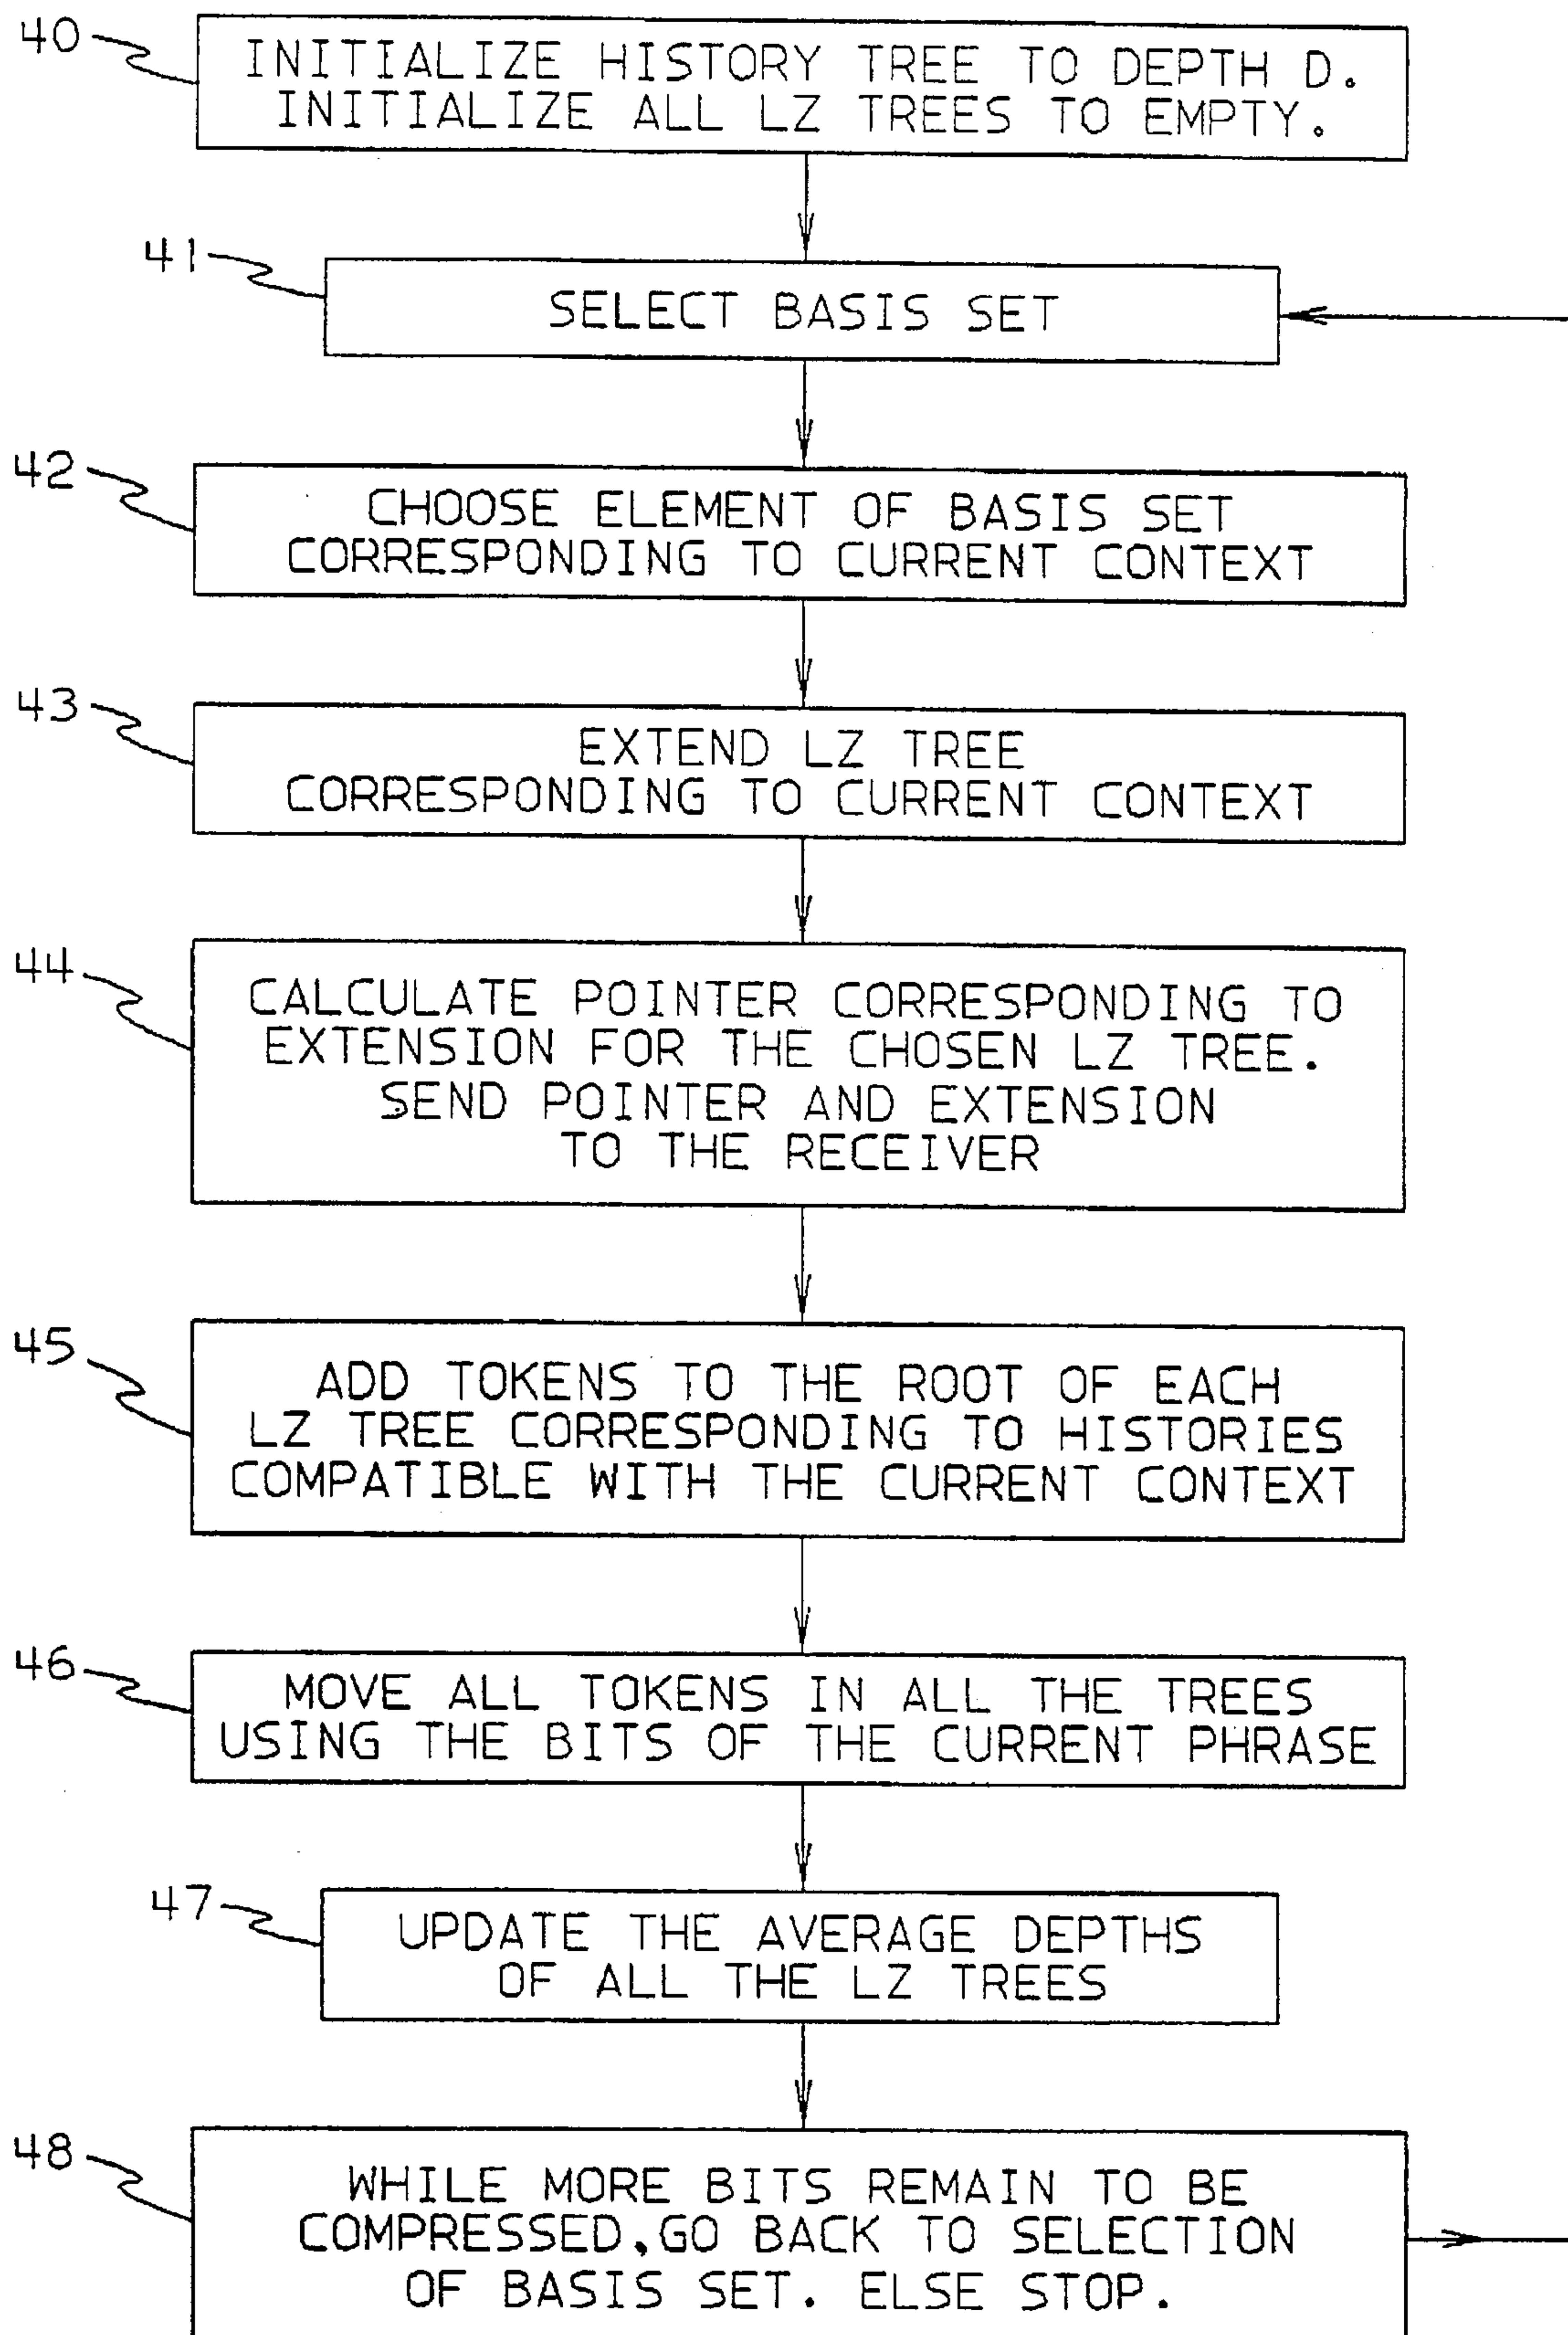 40
INITIALIZE HISTORY TREE TO DEPTH D.
INITIALIZE ALL LZ TREES TO EMPTY.
41
SELECT BASIS SET
42
CHOOSE ELEMENT OF BASIS SET
CORRESPONDING TO CURRENT CONTEXT
43
EXTEND LZ TREE
CORRESPONDING TO CURRENT CONTEXT
44
CALCULATE POINTER CORRESPONDING TO
EXTENSION FOR THE CHOSEN LZ TREE.
SEND POINTER AND EXTENSION
TO THE RECEIVER
45
ADD TOKENS TO THE ROOT OF EACH
LZ TREE CORRESPONDING TO HISTORIES
COMPATIBLE WITH THE CURRENT CONTEXT
46
MOVE ALL TOKENS IN ALL THE TREES
USING THE BITS OF THE CURRENT PHRASE
47
UPDATE THE AVERAGE DEPTHS
OF ALL THE LZ TREES
48
WHILE MORE BITS REMAIN TO BE
COMPRESSED,GO BACK TO SELECTION
OF BASIS SET. ELSE STOP.